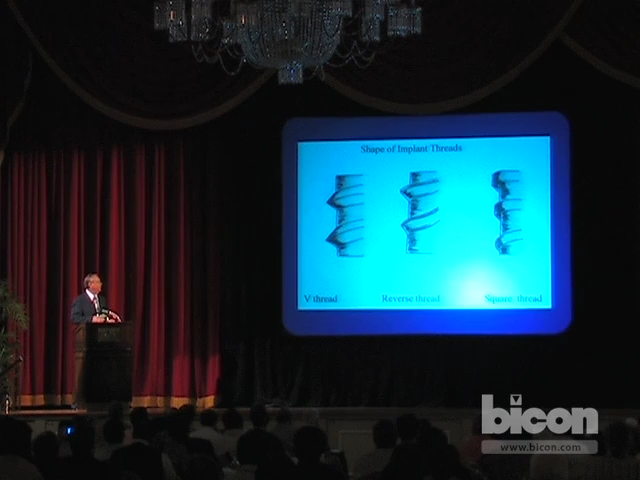 Shape of Implant Threads
V thread
Reverse thread
Square thread
bicon
www.bicon.com